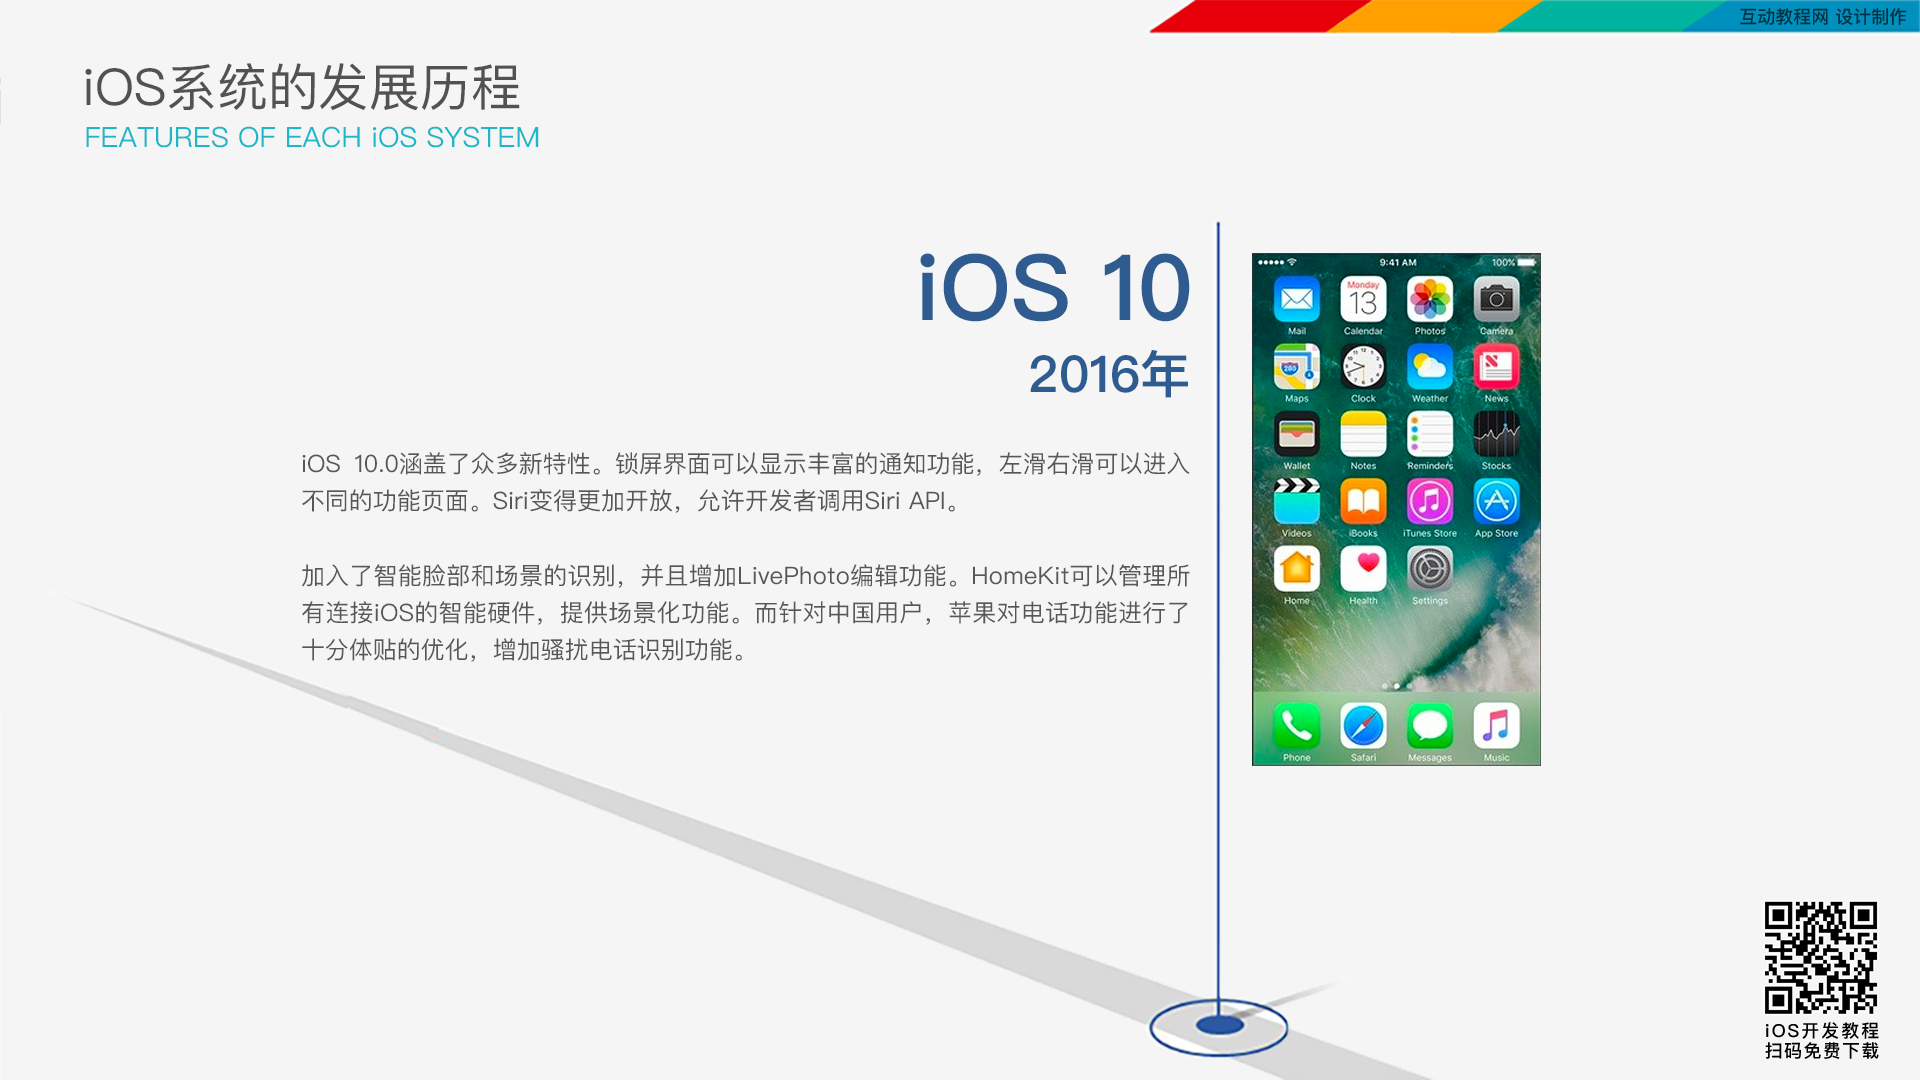 互动教程网 设计制作
iOS系统的发展历程
FEATURES OF EACH iOS SYSTEM
iOS 10
2016年
iOS 10.0涵盖了众多新特性。锁屏界面可以显示丰富的通知功能，左滑右滑可以进入
不同的功能页面。Siri变得更加开放，允许开发者调用Siri API。
加入了智能脸部和场景的识别，并且增加LivePhoto编辑功能。HomeKit可以管理所
有连接iOS的智能硬件，提供场景化功能。而针对中国用户，苹果对电话功能进行了
十分体贴的优化，增加骚扰电话识别功能。
9:41 AM 100%
Monday
13
Mail Calendar Photos Camera
280
Maps Clock Weather News
Wallet Notes Reminders Stocks
Videos iBooks iTunes Store App Store
Home Health Settings
Phone Safari Messages Music
iOS开发教程
扫码免费下载